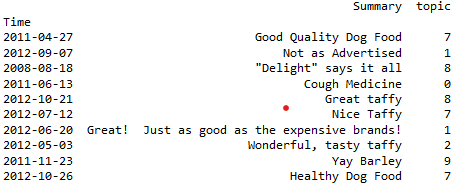 Summary topic
Time
2011-04-27 Good Quality Dog Food 7
2012-09-07 Not as Advertised 1
2008-08-18 "Delight" says it all 8
2011-06-13 Cough Medicine 0
2012-10-21 Great taffy 8
2012-07-12 Nice Taffy 7
2012-06-20 Great! Just as good as the expensive brands! 1
2012-05-03 Wonderful, tasty taffy 2
2011-11-23 Yay Barley 9
2012-10-26 Healthy Dog Food 7